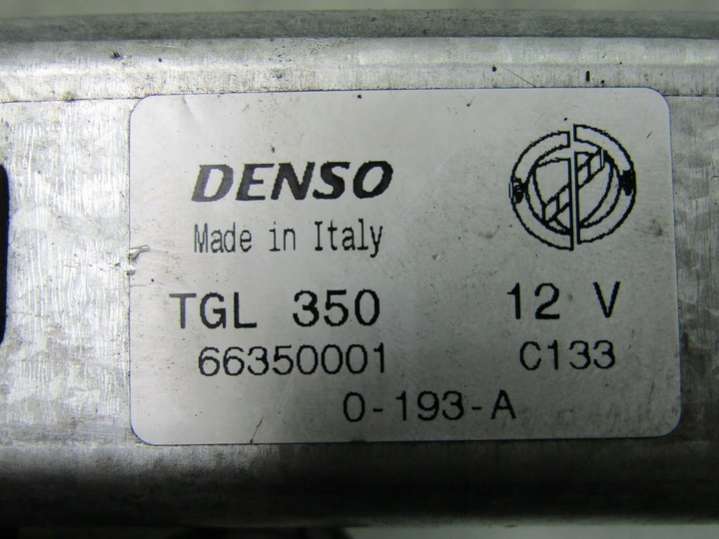 DENSO
Made in Italy
TGL 350 12 V
66350001 C133
0-193-A